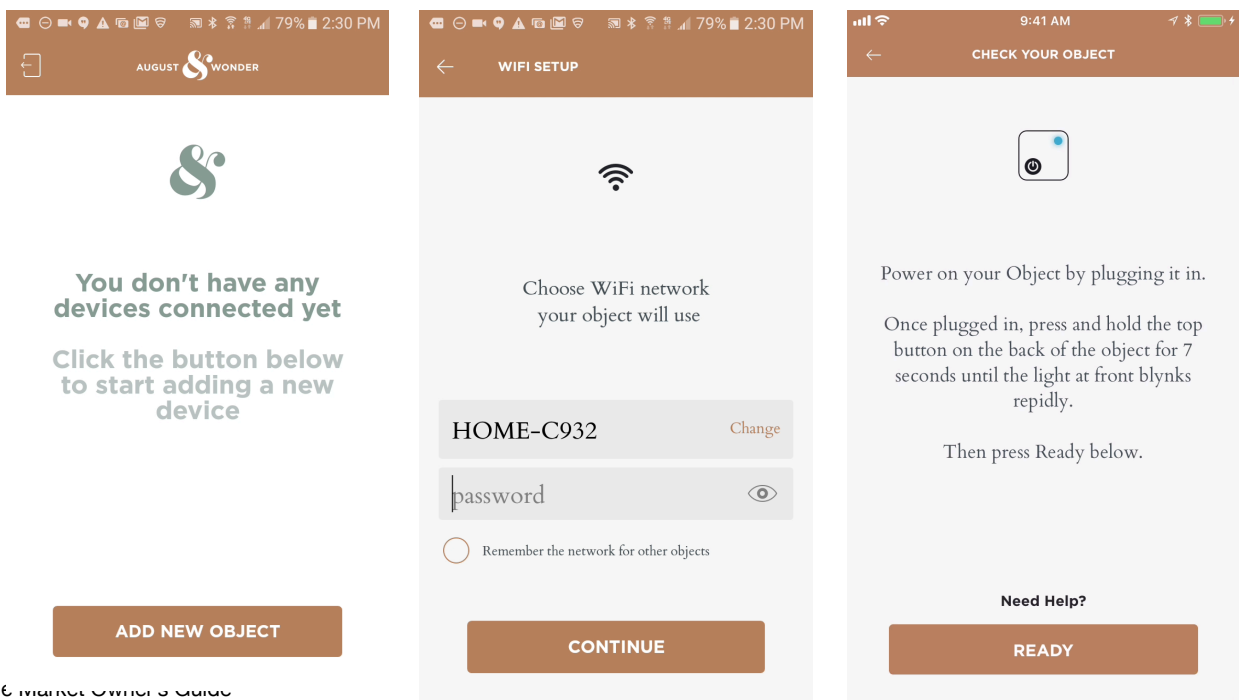 79% 2:30 PM
AUGUST & WONDER
&
You don't have any
devices connected yet
Click the button below
to start adding a new
device
ADD NEW OBJECT
Market Owner's Guide
79% 2:30 PM
WIFI SETUP
Choose WiFi network
your object will use
HOME-C932 Change
password
Remember the network for other objects
CONTINUE
9:41 AM
CHECK YOUR OBJECT
Power on your Object by plugging it in.
Once plugged in, press and hold the top
button on the back of the object for 7
seconds until the light at front blynks
repidly.
Then press Ready below.
Need Help?
READY